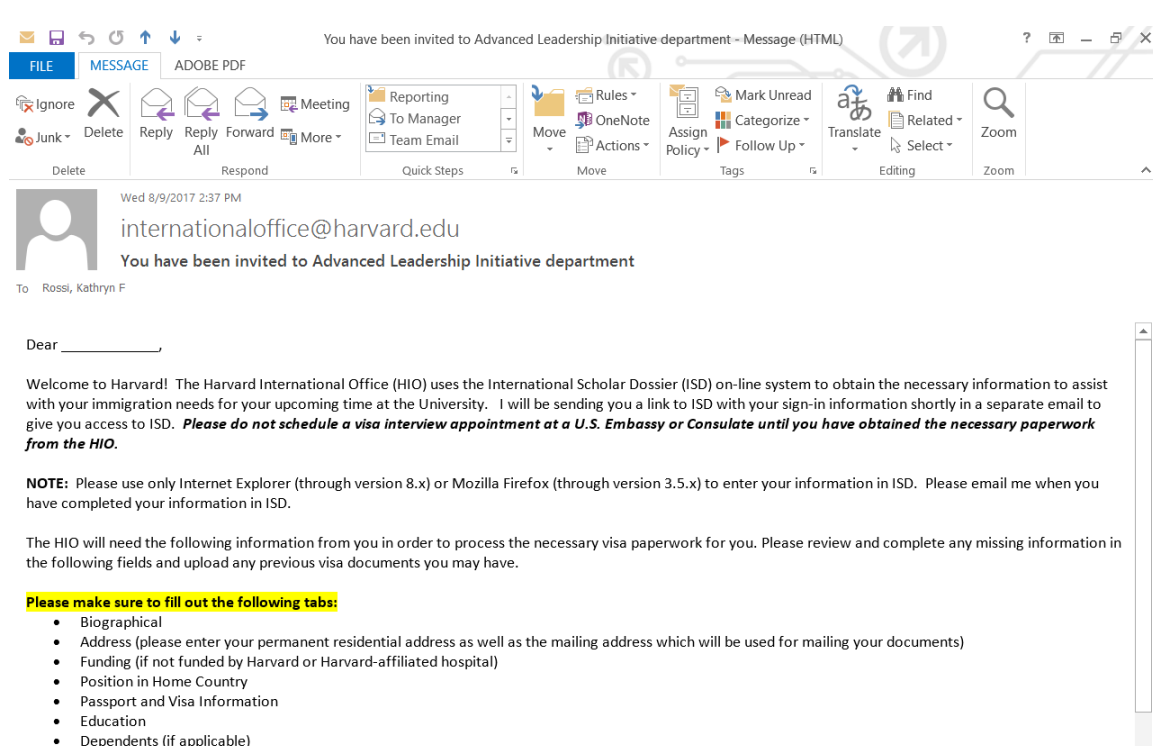 You have been invited to Advanced Leadership Initiative department - Message (HTML)
?
FILE MESSAGE ADOBE PDF
Ignore
Junk
Delete
Reply
Reply All
Forward
Meeting
More
Reporting
To Manager
Team Email
Move
Rules
OneNote
Actions
Assign Policy
Mark Unread
Categorize
Follow Up
Translate
Find
Related
Select
Zoom
Delete Respond Quick Steps Move Tags Editing Zoom
Wed 8/9/2017 2:37 PM
internationaloffice@harvard.edu
You have been invited to Advanced Leadership Initiative department
To Rossi, Kathryn F
Dear _____________,
Welcome to Harvard!  The Harvard International Office (HIO) uses the International Scholar Dossier (ISD) on-line system to obtain the necessary information to assist
with your immigration needs for your upcoming time at the University.   I will be sending you a link to ISD with your sign-in information shortly in a separate email to
give you access to ISD.  Please do not schedule a visa interview appointment at a U.S. Embassy or Consulate until you have obtained the necessary paperwork
from the HIO.
NOTE:  Please use only Internet Explorer (through version 8.x) or Mozilla Firefox (through version 3.5.x) to enter your information in ISD.  Please email me when you
have completed your information in ISD.
The HIO will need the following information from you in order to process the necessary visa paperwork for you. Please review and complete any missing information in
the following fields and upload any previous visa documents you may have.
Please make sure to fill out the following tabs:
• Biographical
• Address (please enter your permanent residential address as well as the mailing address which will be used for mailing your documents)
• Funding (if not funded by Harvard or Harvard-affiliated hospital)
• Position in Home Country
• Passport and Visa Information
• Education
• Dependents (if applicable)